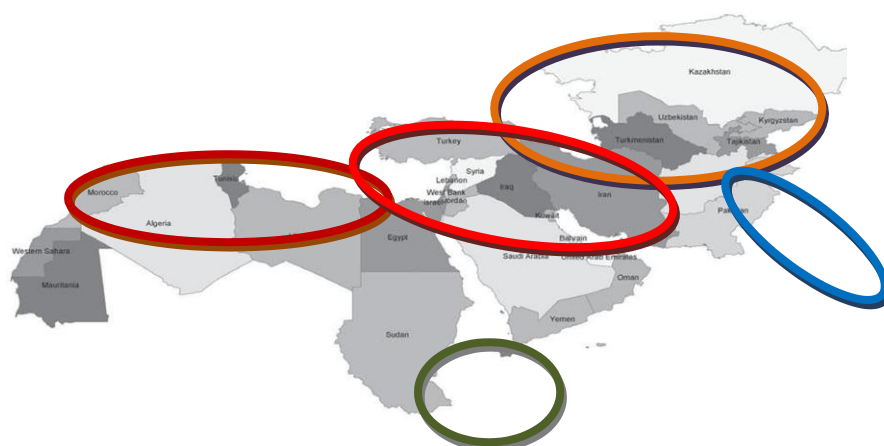 Kazakhstan
Uzbekistan
Kyrgyzstan
Turkmenistan
Tajikistan
Turkey
Syria
Lebanon
West Bank
Israel
Iraq
Iran
Kuwait
Pakistan
Bahrain
Saudi Arabia
United Arab Emirates
Oman
Yemen
Tunisia
Morocco
Algeria
Egypt
Western Sahara
Mauritania
Sudan